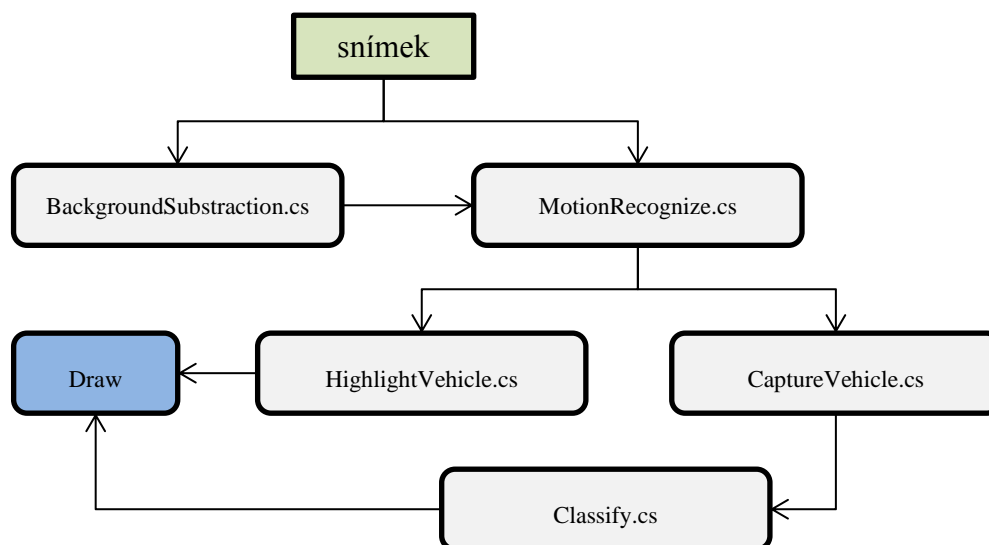 snímek
BackgroundSubstraction.cs
MotionRecognize.cs
Draw
HighlightVehicle.cs
CaptureVehicle.cs
Classify.cs